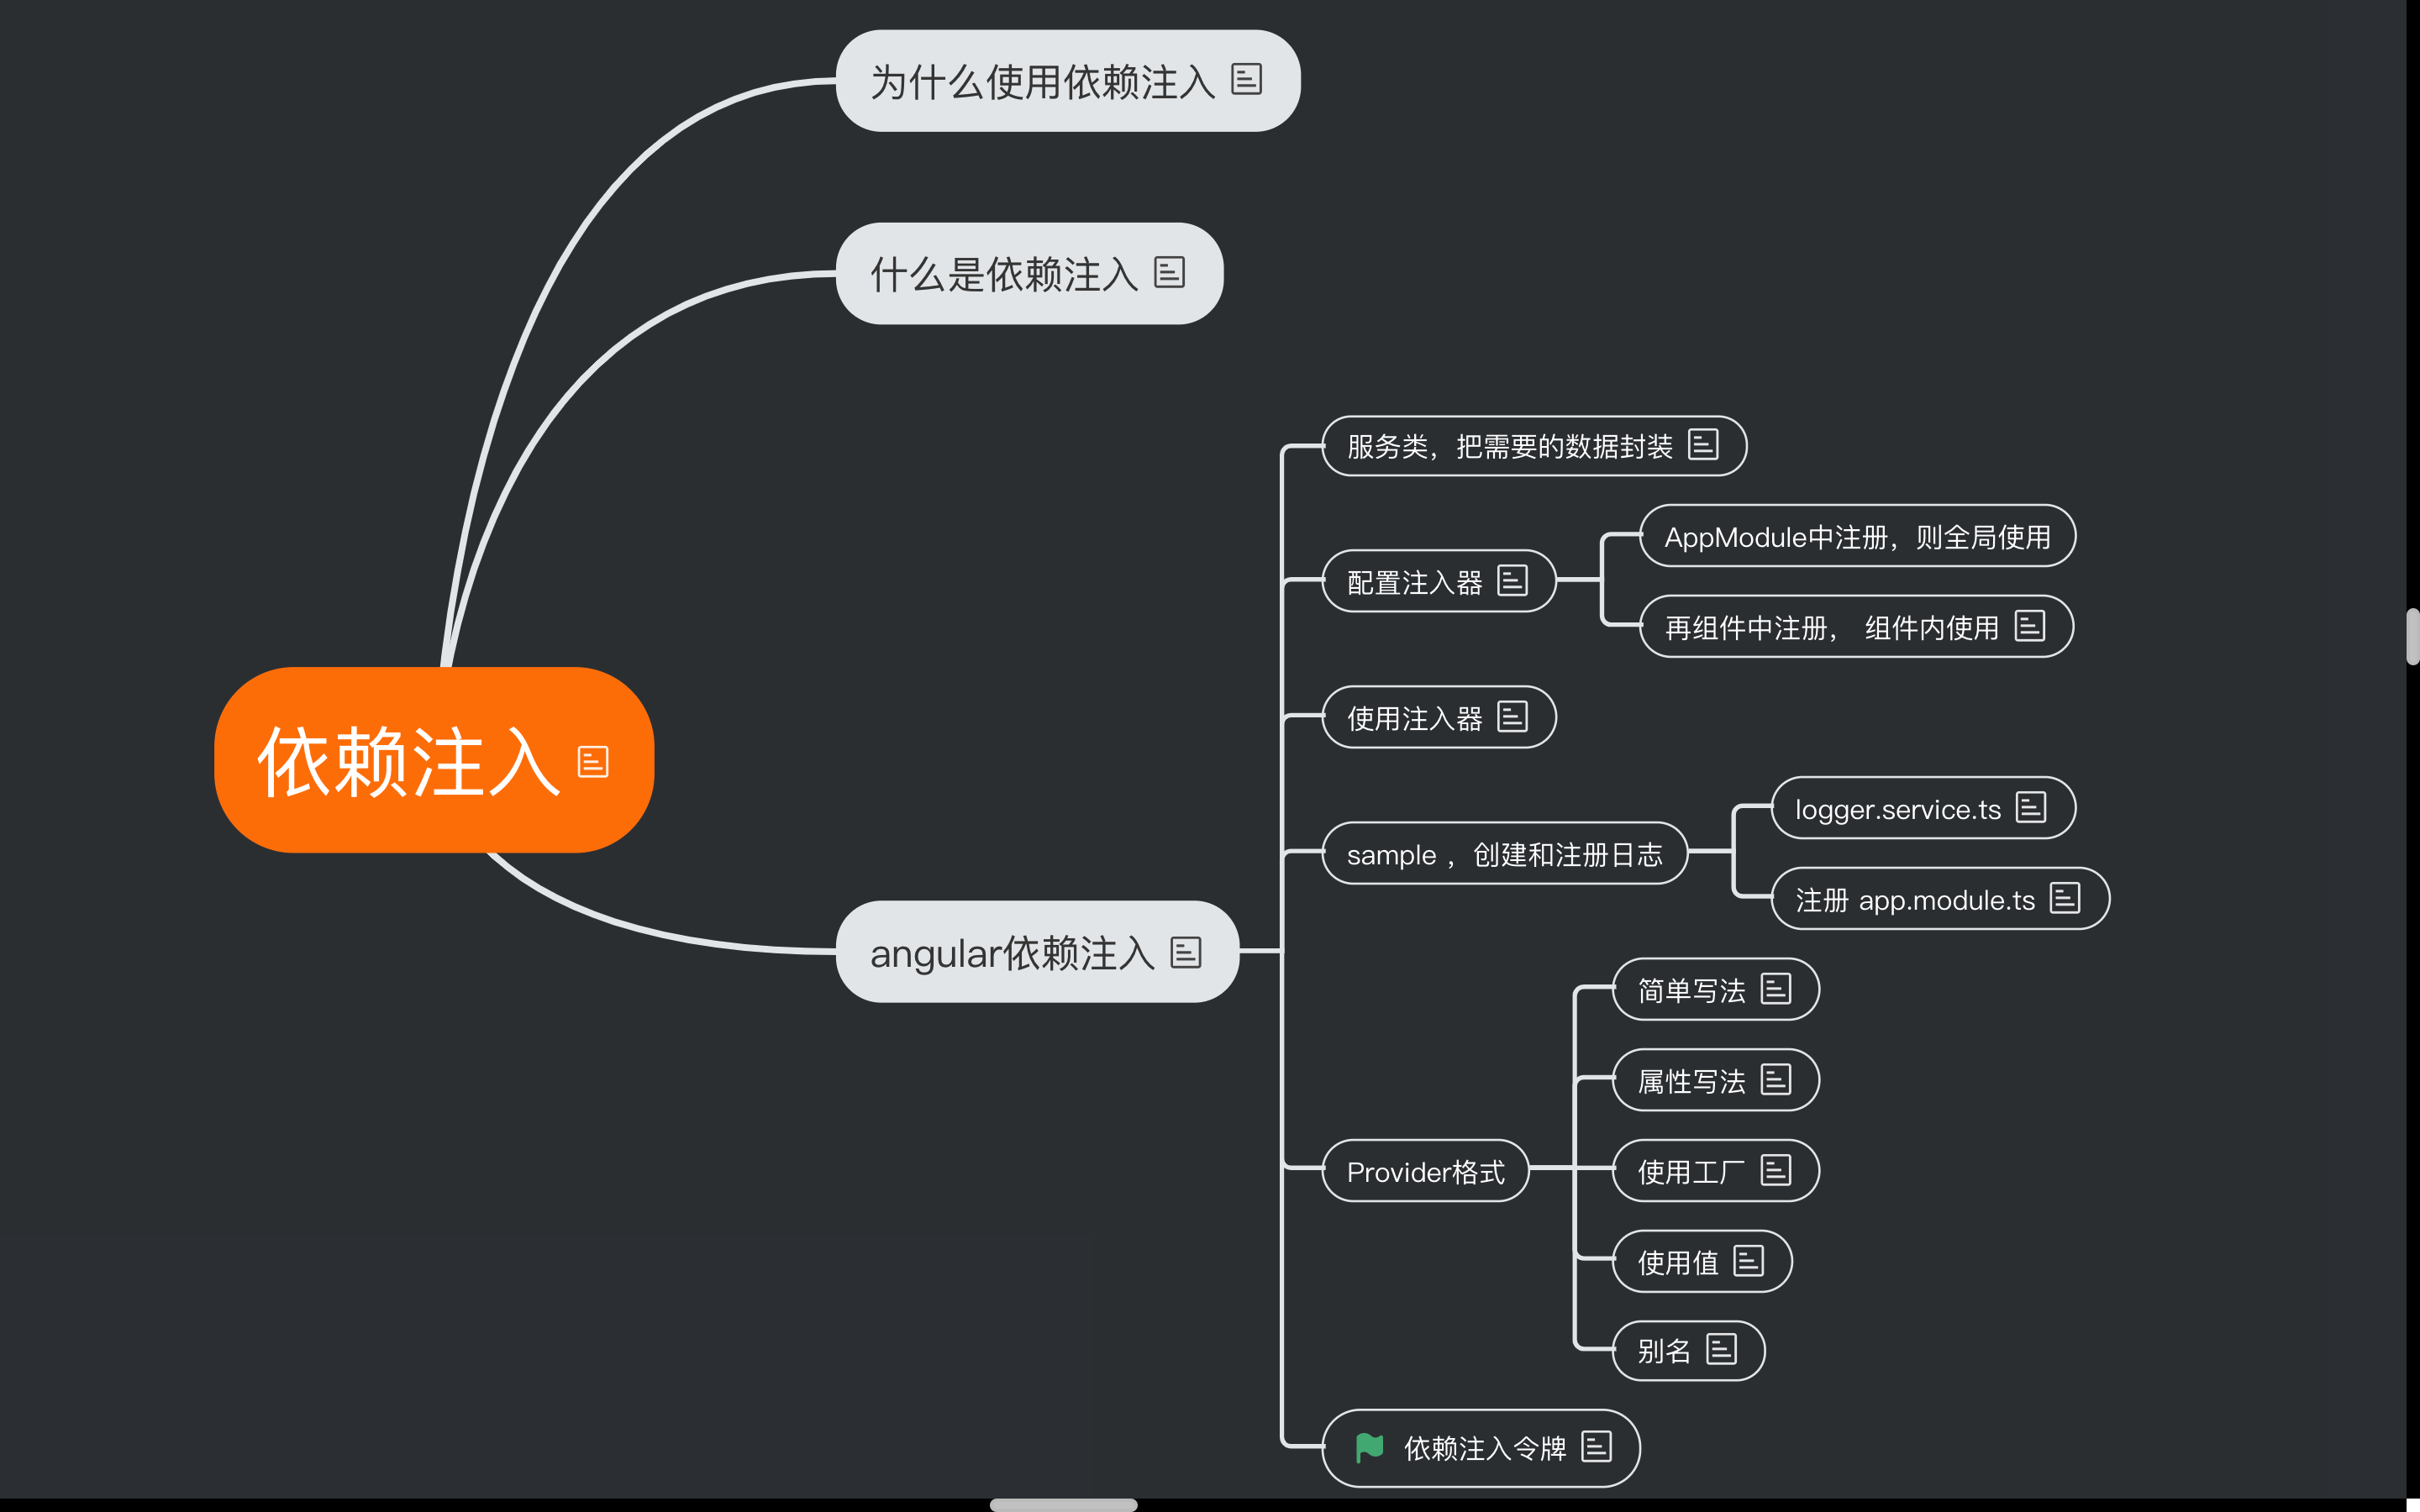 为什么使用依赖注入
什么是依赖注入
服务类，把需要的数据封装
AppModule中注册，则全局使用
配置注入器
再组件中注册， 组件内使用
使用注入器
依赖注入
logger.service.ts
sample ，创建和注册日志
注册 app.module.ts
angular依赖注入
简单写法
属性写法
Provider格式
使用工厂
使用值
别名
依赖注入令牌